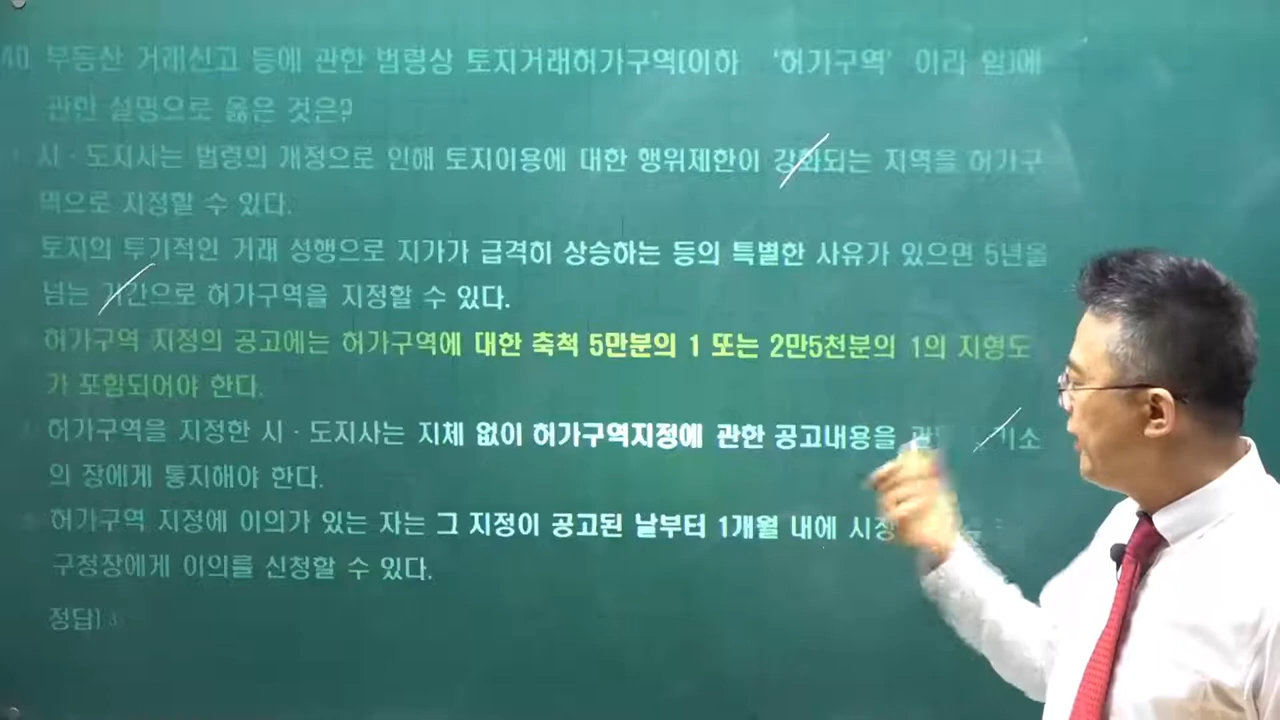 40 부동산 거래신고 등에 관한 법령상 토지거래허가구역(이하 ‘허가구역’ 이라 함)에
관한 설명으로 옳은 것은?
시·도지사는 법령의 개정으로 인해 토지이용에 대한 행위제한이 강화되는 지역을 허가구
역으로 지정할 수 있다.
토지의 투기적인 거래 성행으로 지가가 급격히 상승하는 등의 특별한 사유가 있으면 5년을
넘는 기간으로 허가구역을 지정할 수 있다.
허가구역 지정의 공고에는 허가구역에 대한 축척 5만분의 1 또는 2만5천분의 1의 지형도
가 포함되어야 한다.
허가구역을 지정한 시·도지사는 지체 없이 허가구역지정에 관한 공고내용을
의 장에게 통지해야 한다.
허가구역 지정에 이의가 있는 자는 그 지정이 공고된 날부터 1개월 내에 시장
구청장에게 이의를 신청할 수 있다.
정답) 3